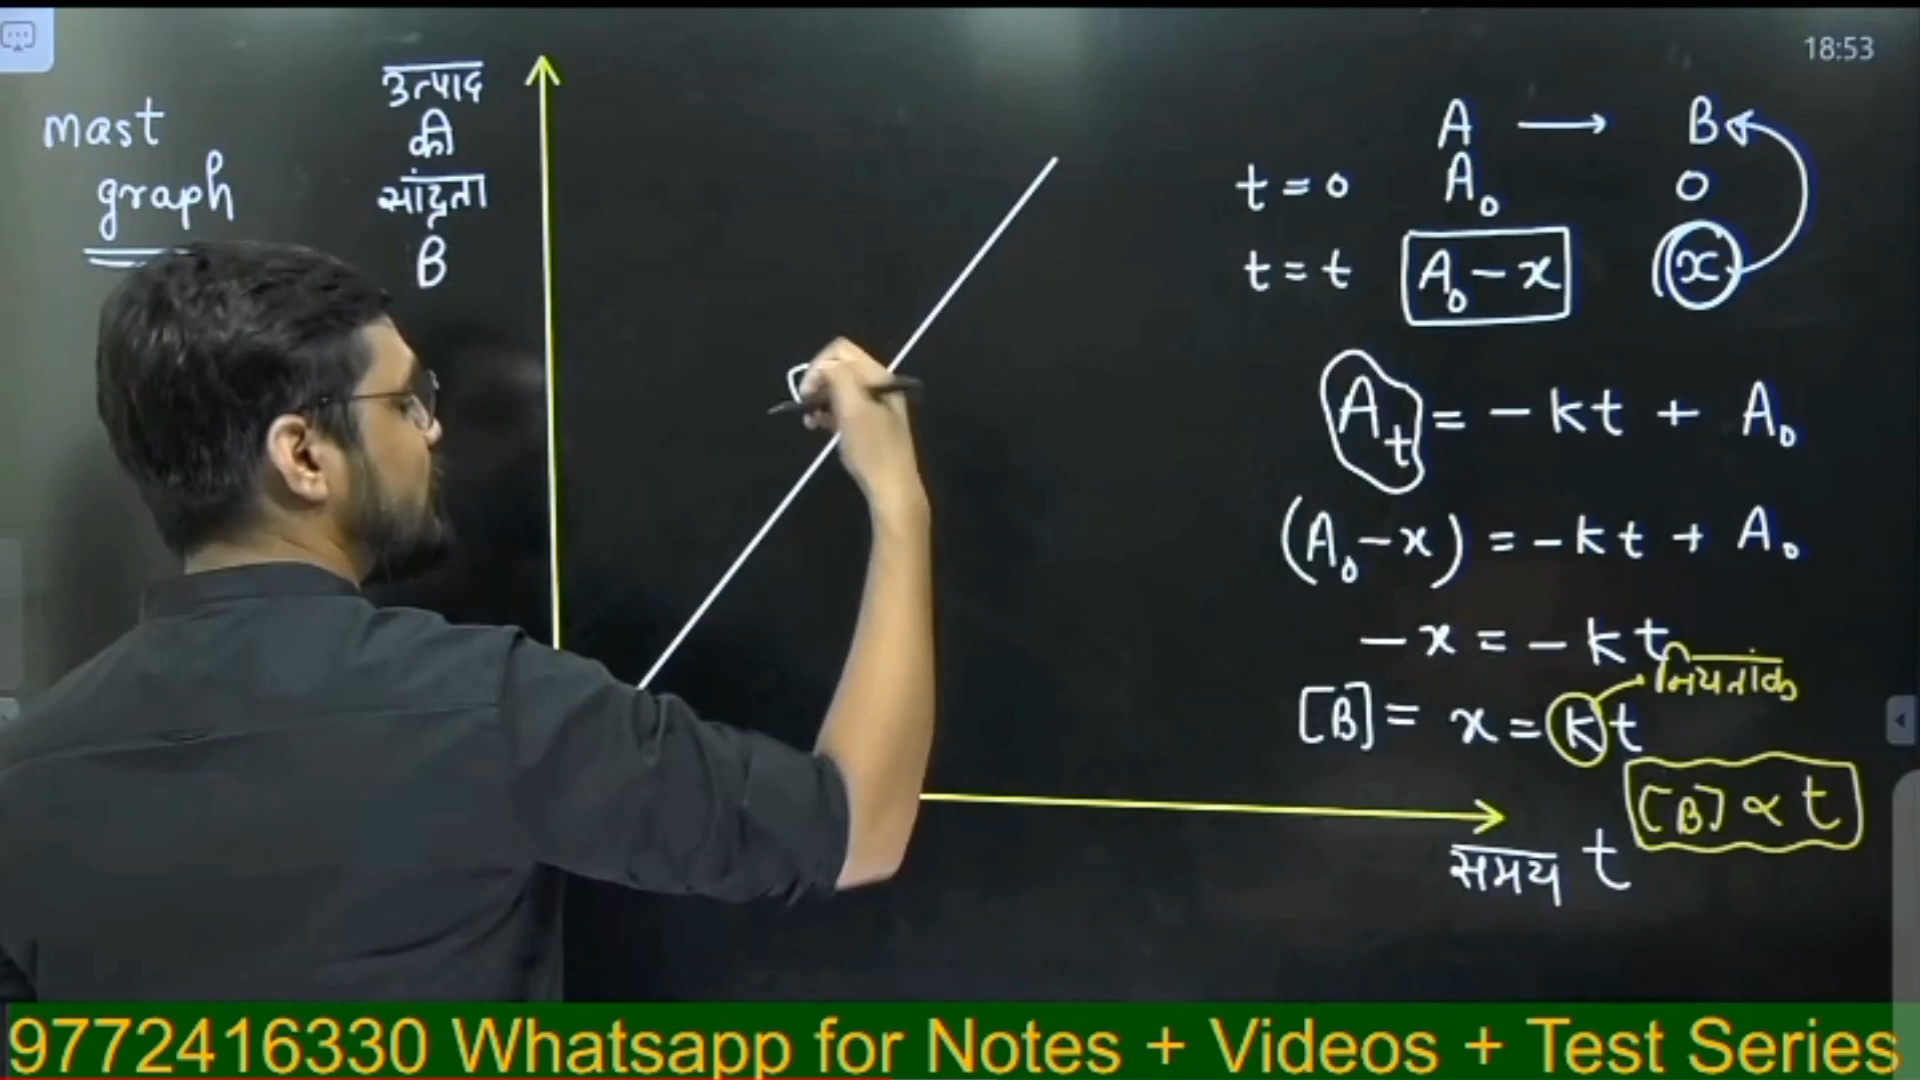 18:53
mast
graph
उत्पाद
की
सांद्रता
B
A ⟶ B
t = 0 A₀ 0
t = t A₀ - x x
Aₜ = - kt + A₀
(A₀ - x) = - kt + A₀
- x = - kt
नियतांक
[B] = x = kt
[B] ∝ t
समय t
9772416330 Whatsapp for Notes + Videos + Test Series